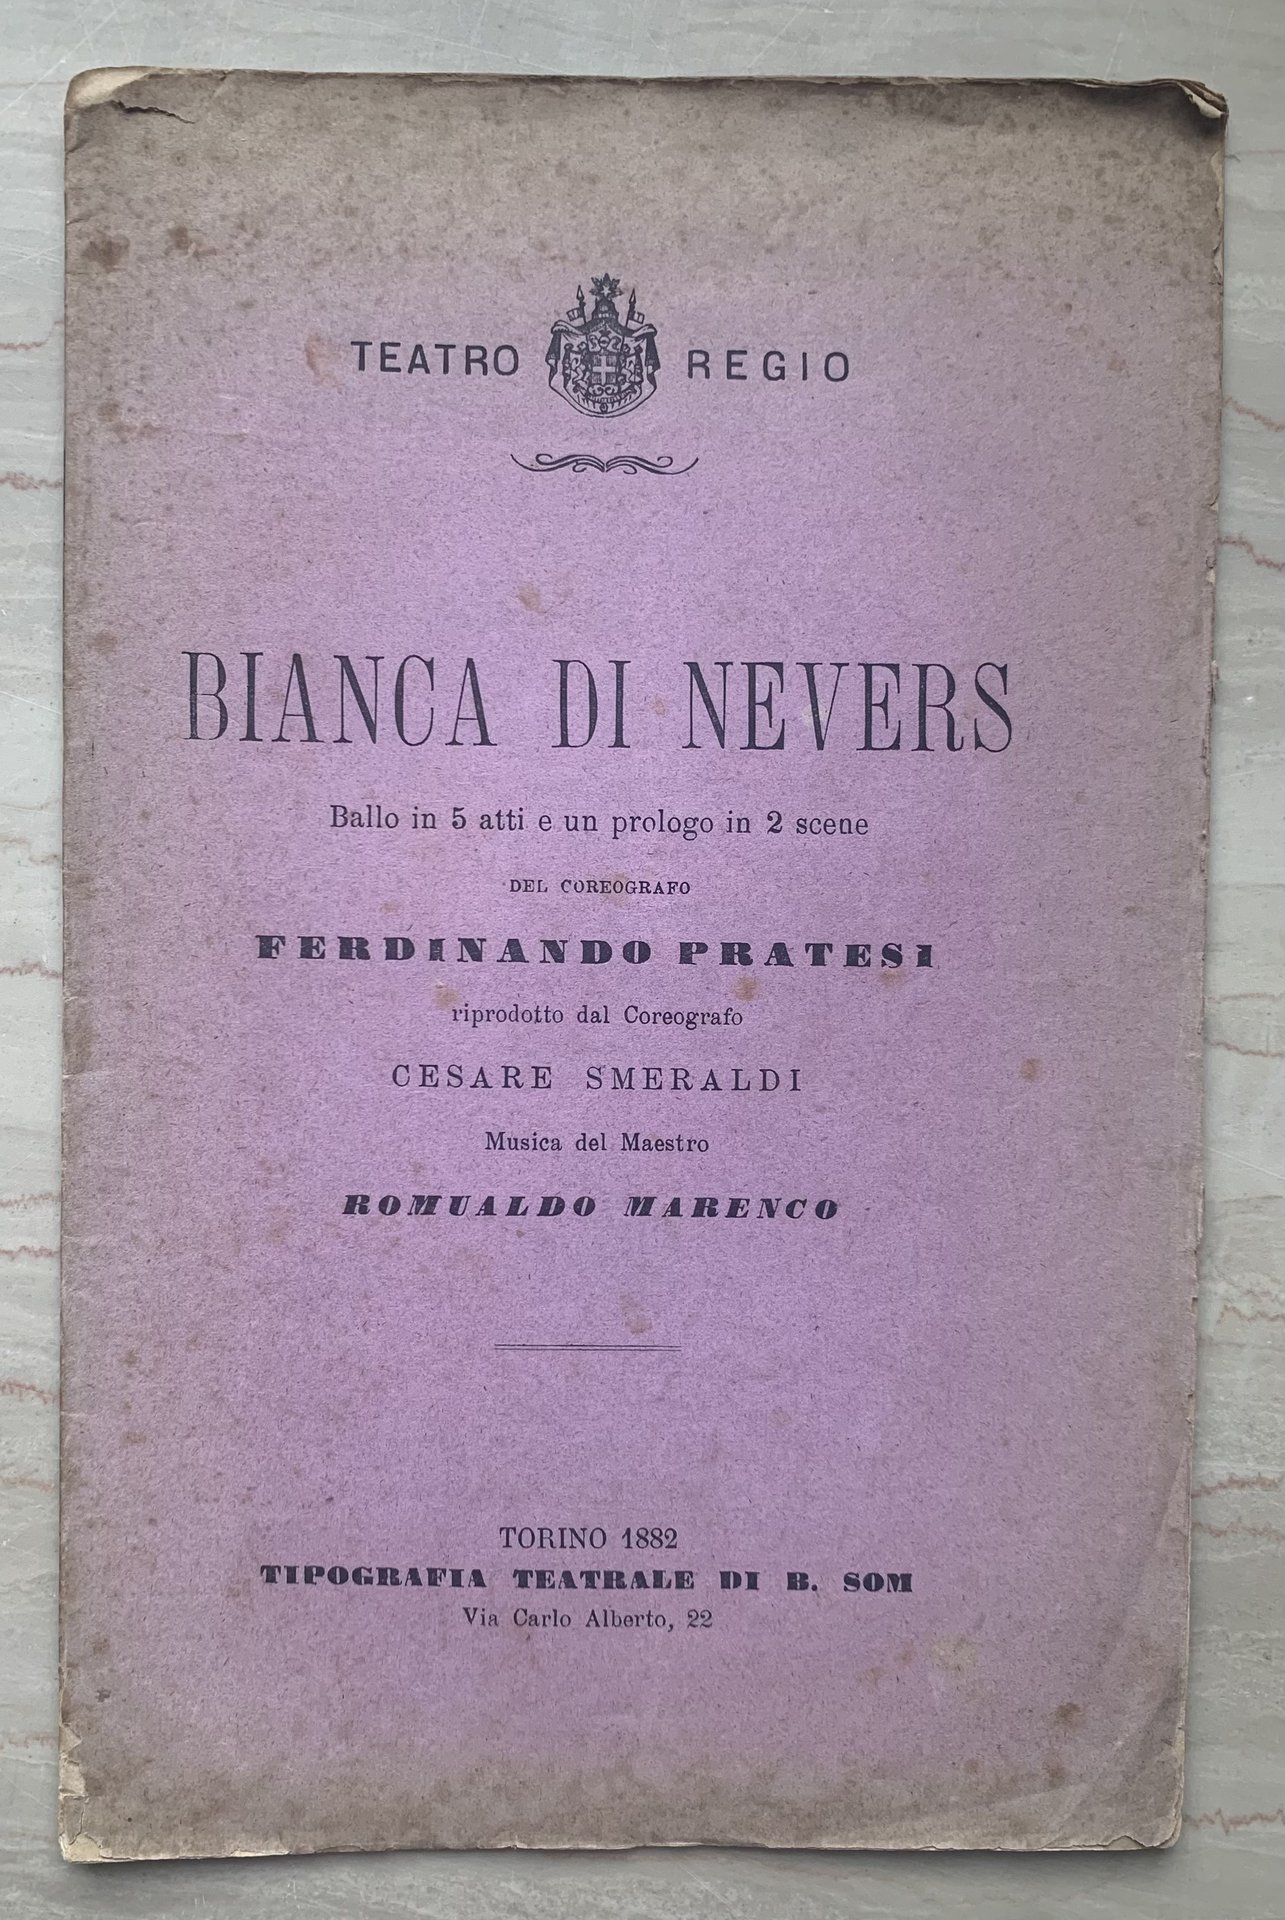 TEATRO REGIO
BIANCA DI NEVERS
Ballo in 5 atti e un prologo in 2 scene
DEL COREOGRAFO
FERDINANDO PRATESI
riprodotto dal Coreografo
CESARE SMERALDI
Musica del Maestro
ROMUALDO MARENCO
TORINO 1882
TIPOGRAFIA TEATRALE DI B. SOM
Via Carlo Alberto, 22